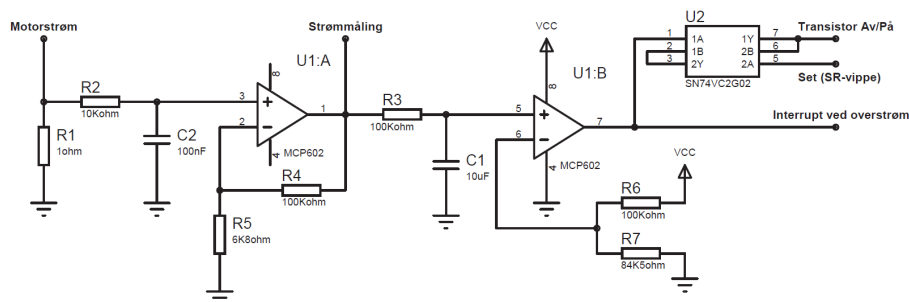 Motorstrøm
Strømmåling
VCC
U2
1 1A 1Y 7
2 1B 2B 6
3 2Y 2A 5
SN74VC2G02
Transistor Av/På
Set (SR-vippe)
Interrupt ved overstrøm
U1:A
8
3
2
1
4
MCP602
R2
10Kohm
C2
100nF
R1
1ohm
R4
100Kohm
R5
6K8ohm
R3
100Kohm
C1
10uF
U1:B
8
5
6
7
4
MCP602
VCC
R6
100Kohm
R7
84K5ohm